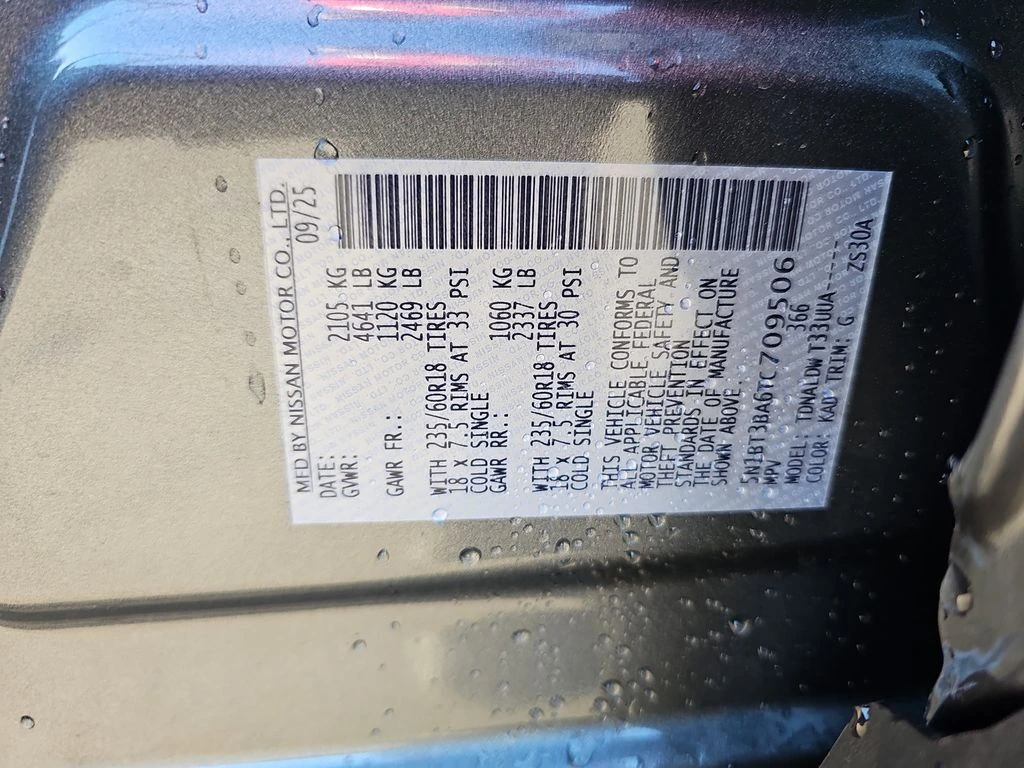 MFD BY NISSAN MOTOR CO., LTD.
DATE: 09/25
GVWR: 2105 KG
4641 LB
GAWR FR.: 1120 KG
2469 LB
WITH 235/60R18 TIRES
18 x 7.5 RIMS AT 33 PSI
COLD SINGLE
GAWR RR.: 1060 KG
2337 LB
WITH 235/60R18 TIRES
18 x 7.5 RIMS AT 30 PSI
COLD SINGLE
THIS VEHICLE CONFORMS TO
ALL APPLICABLE FEDERAL
MOTOR VEHICLE SAFETY AND
THEFT PREVENTION
STANDARDS IN EFFECT ON
THE DATE OF MANUFACTURE
SHOWN ABOVE.
5N1BT3BA6TC709506
MPV 366
MODEL: TDNALDW T33UUA-----
COLOR: KAD TRIM: G ZS30A